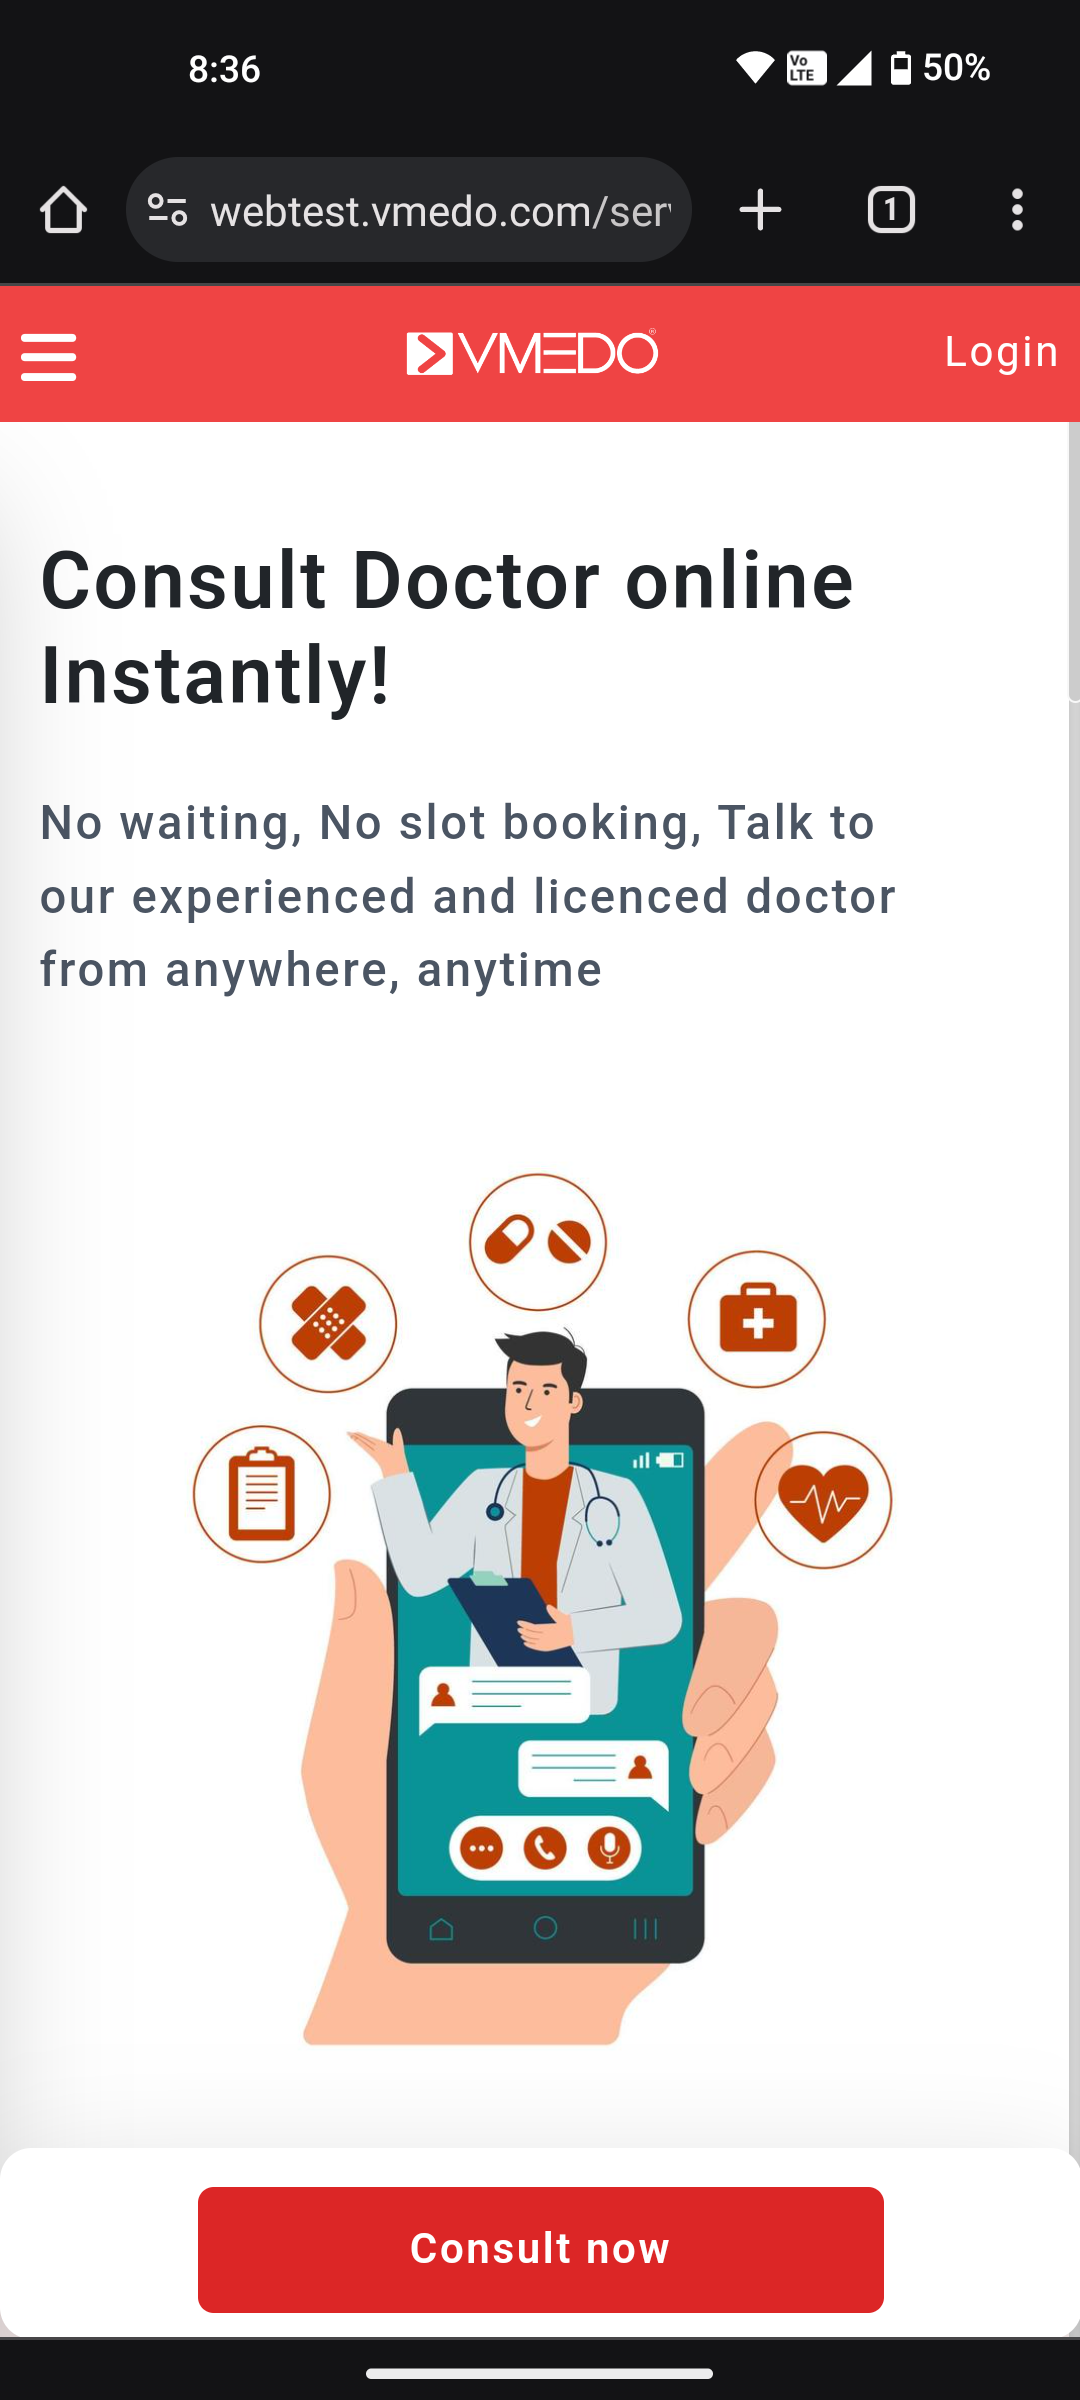 8:36
Vo
LTE
50%
webtest.vmedo.com/ser
1
VMEDO®
Login
Consult Doctor online
Instantly!
No waiting, No slot booking, Talk to
our experienced and licenced doctor
from anywhere, anytime
Consult now